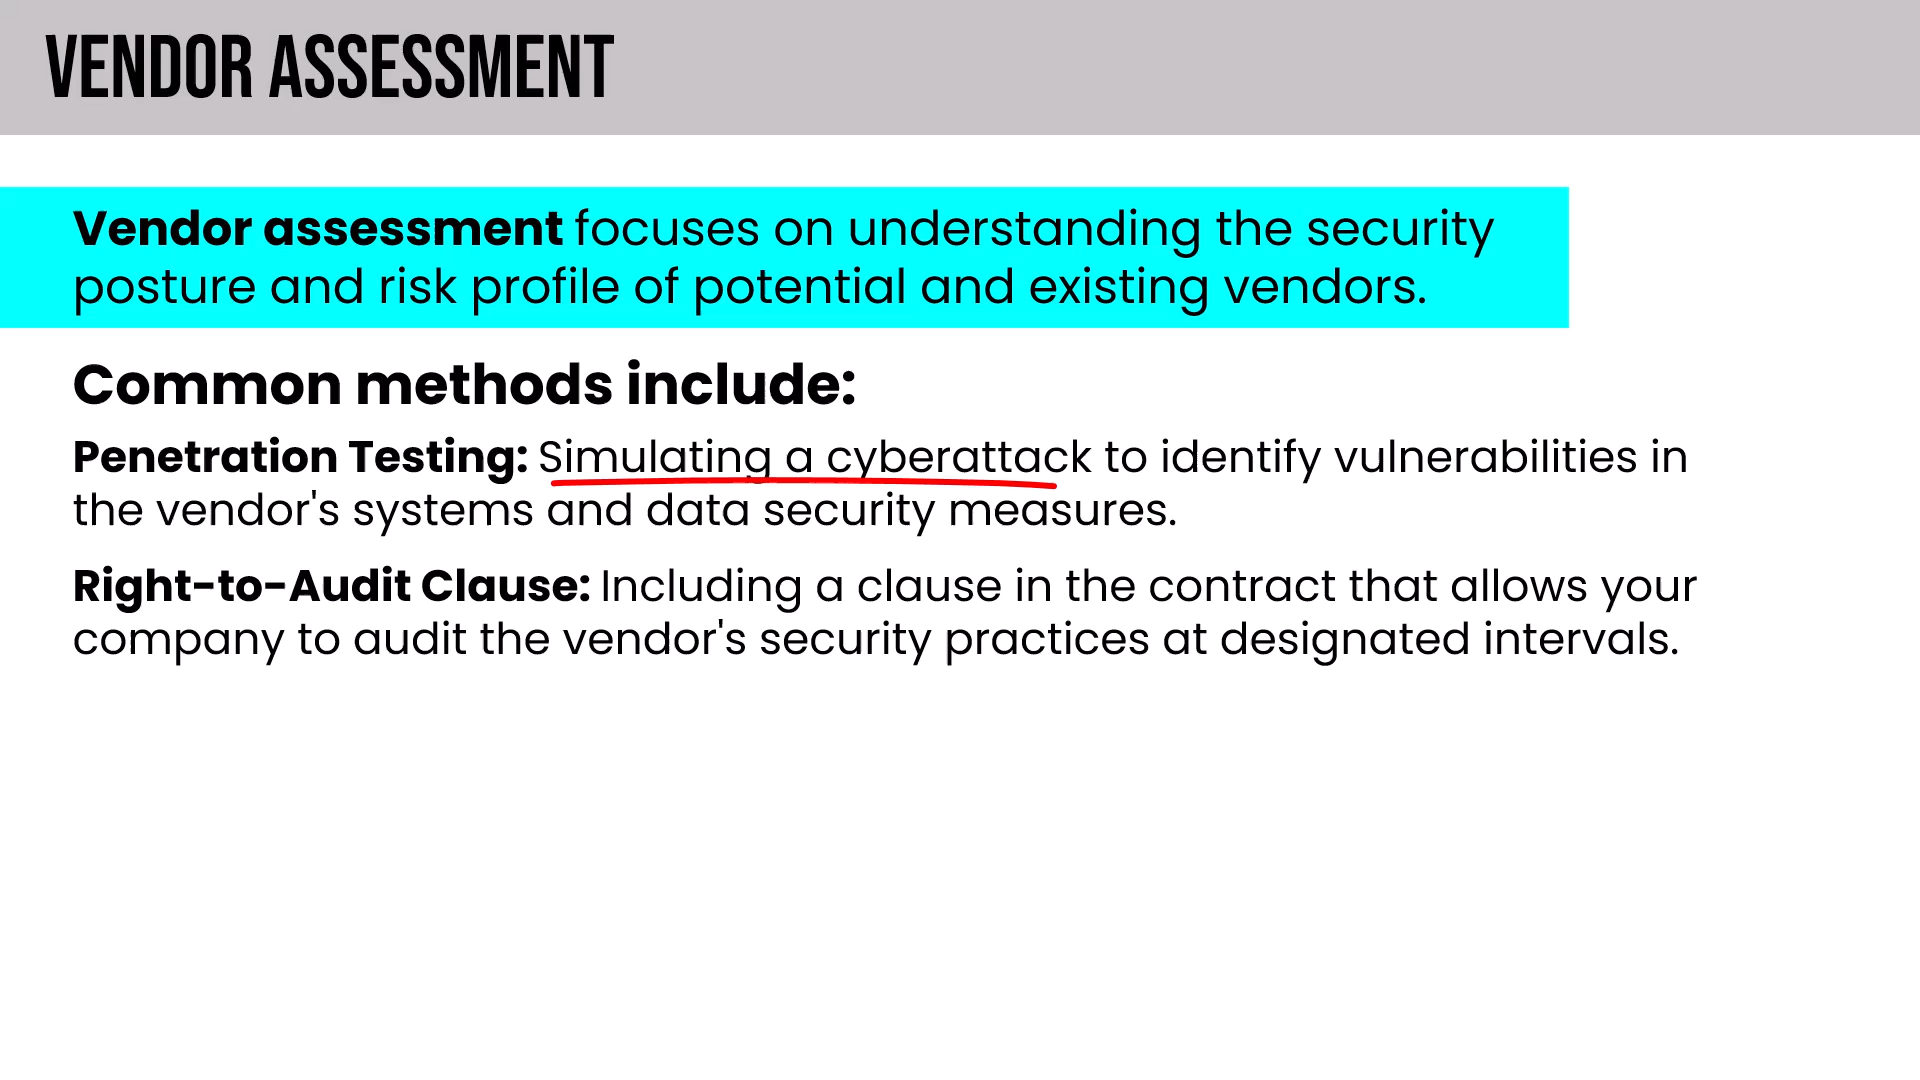 VENDOR ASSESSMENT
Vendor assessment focuses on understanding the security
posture and risk profile of potential and existing vendors.
Common methods include:
Penetration Testing: Simulating a cyberattack to identify vulnerabilities in
the vendor's systems and data security measures.
Right-to-Audit Clause: Including a clause in the contract that allows your
company to audit the vendor's security practices at designated intervals.